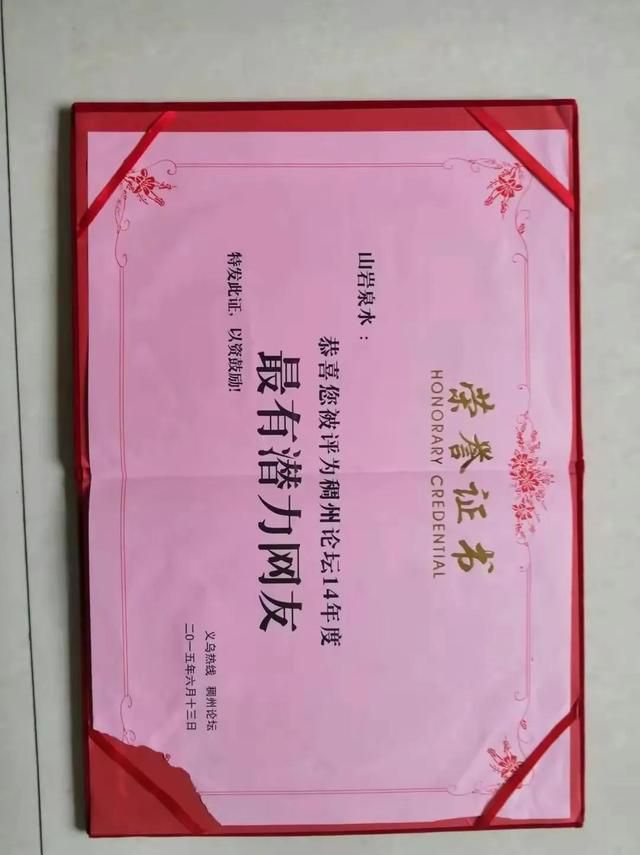 荣誉证书
HONORARY CREDENTIAL
山岩泉水：
恭喜您被评为稠州论坛14年度
最有潜力网友
特发此证，以资鼓励！
义乌热线 稠州论坛
二〇一五年六月十三日